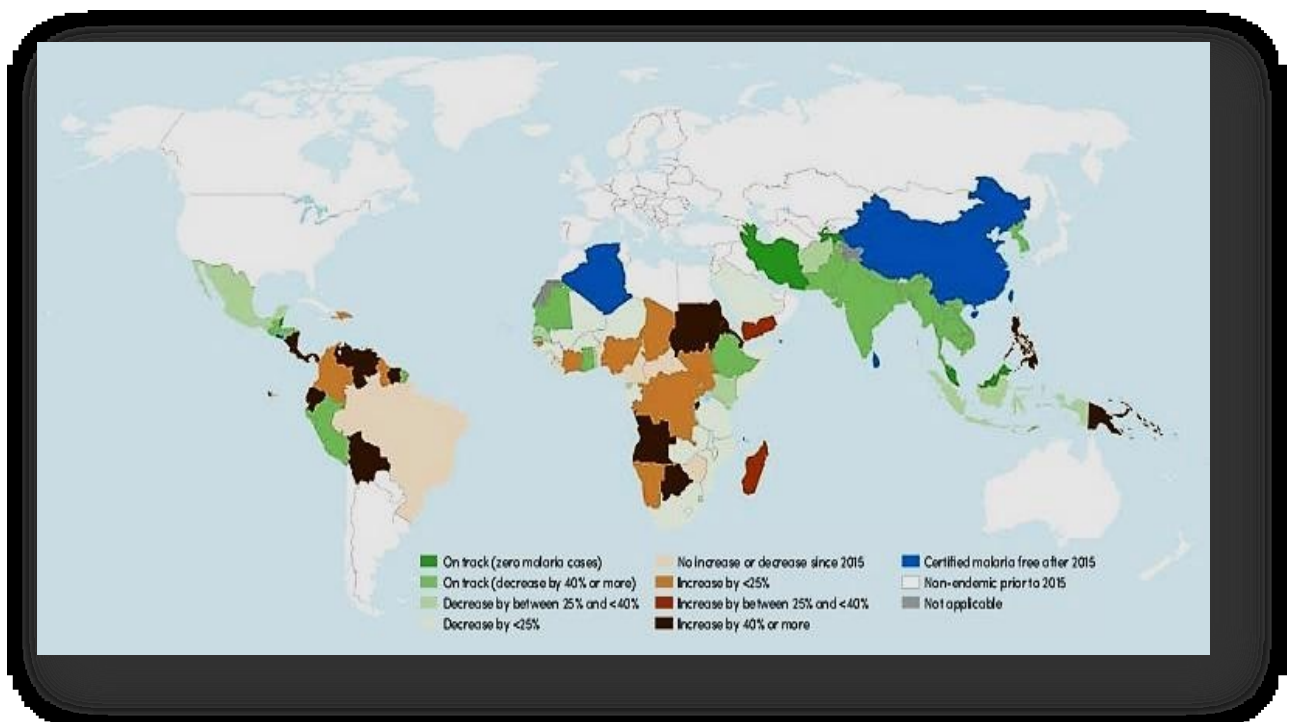 On track (zero malaria cases)
On track (decrease by 40% or more)
Decrease by between 25% and <40%
Decrease by <25%
No increase or decrease since 2015
Increase by <25%
Increase by between 25% and <40%
Increase by 40% or more
Certified malaria free after 2015
Non-endemic prior to 2015
Not applicable